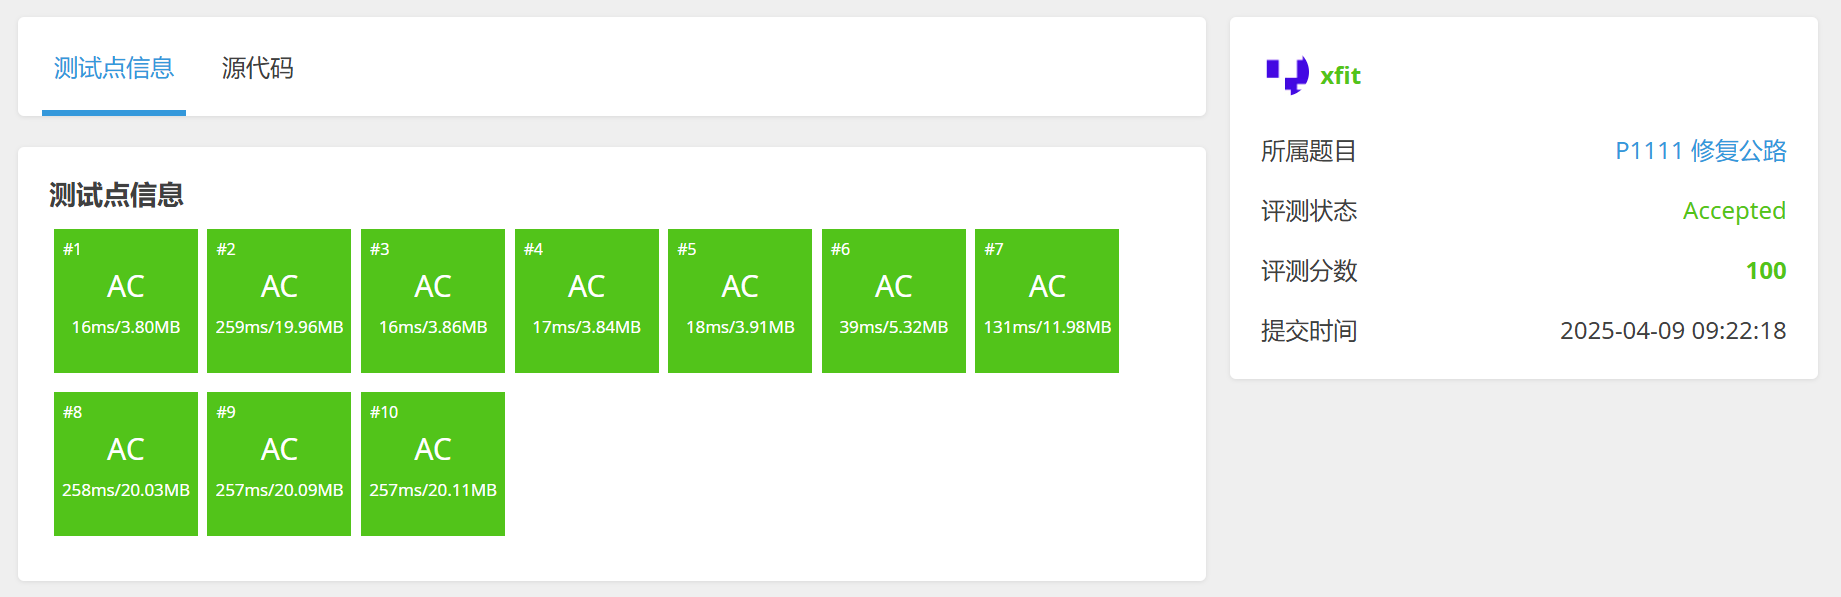 测试点信息 源代码
测试点信息
#1 #2 #3 #4 #5 #6 #7
AC AC AC AC AC AC AC
16ms/3.80MB 259ms/19.96MB 16ms/3.86MB 17ms/3.84MB 18ms/3.91MB 39ms/5.32MB 131ms/11.98MB
#8 #9 #10
AC AC AC
258ms/20.03MB 257ms/20.09MB 257ms/20.11MB
xfit
所属题目 P1111 修复公路
评测状态 Accepted
评测分数 100
提交时间 2025-04-09 09:22:18